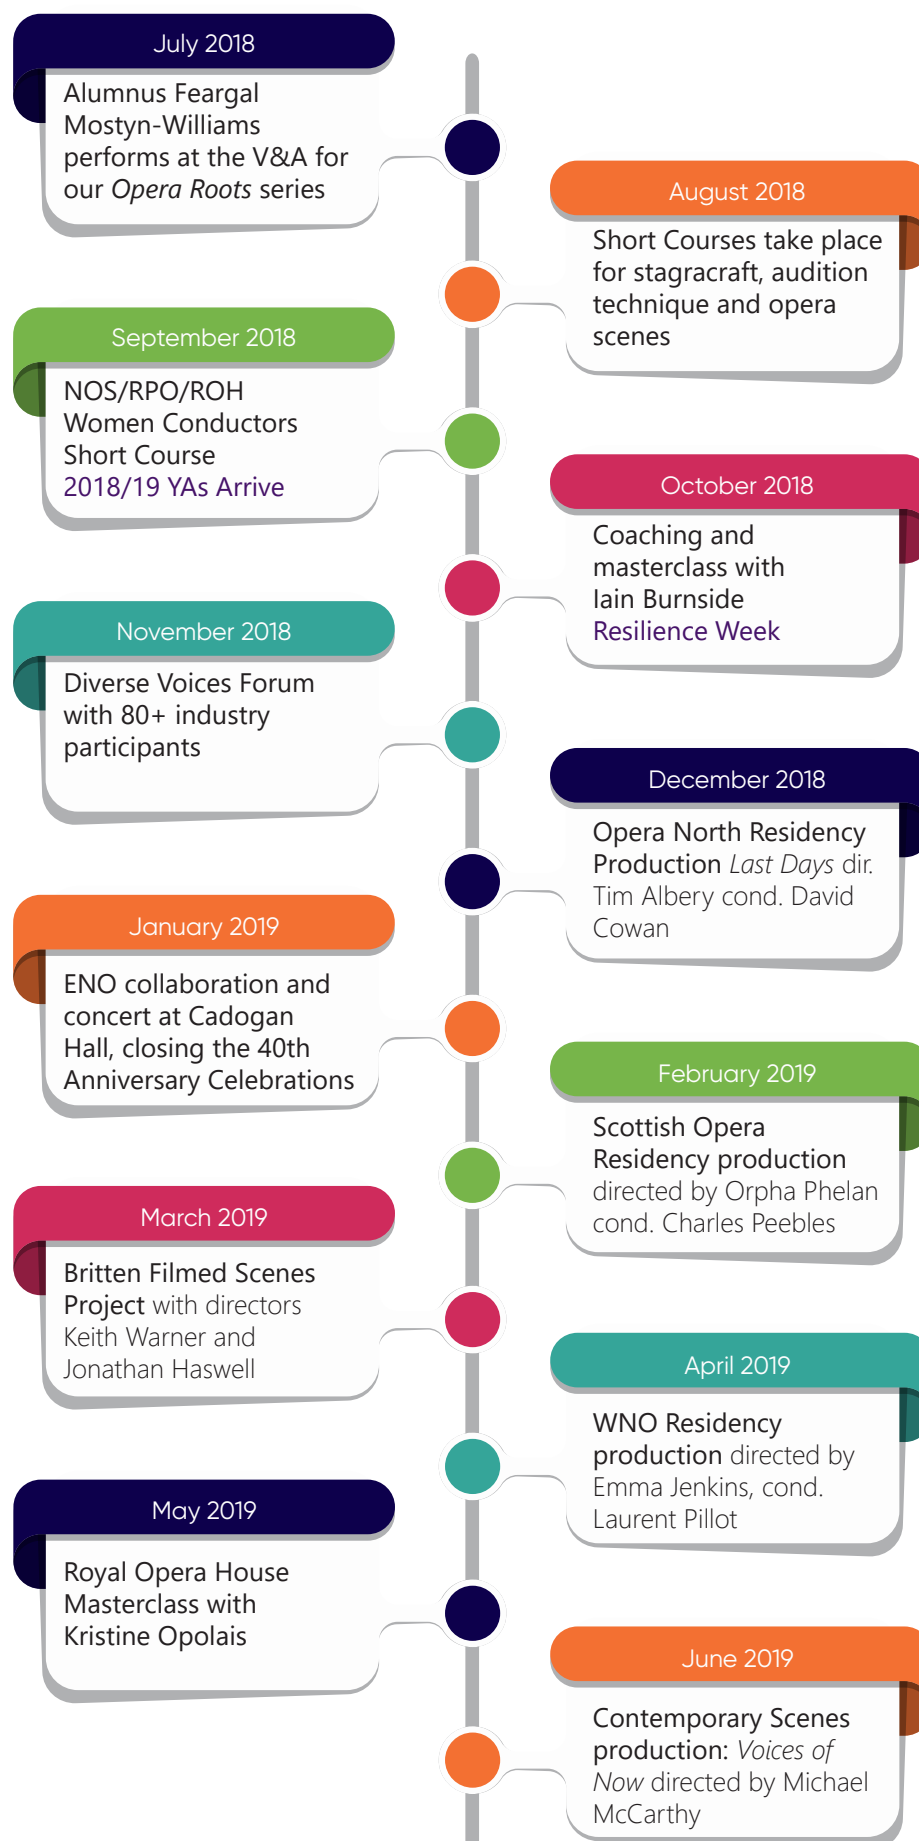 July 2018
Alumnus Feargal
Mostyn-Williams
performs at the V&A for
our Opera Roots series
August 2018
Short Courses take place
for stagracraft, audition
technique and opera
scenes
September 2018
NOS/RPO/ROH
Women Conductors
Short Course
2018/19 YAs Arrive
October 2018
Coaching and
masterclass with
Iain Burnside
Resilience Week
November 2018
Diverse Voices Forum
with 80+ industry
participants
December 2018
Opera North Residency
Production Last Days dir.
Tim Albery cond. David
Cowan
January 2019
ENO collaboration and
concert at Cadogan
Hall, closing the 40th
Anniversary Celebrations
February 2019
Scottish Opera
Residency production
directed by Orpha Phelan
cond. Charles Peebles
March 2019
Britten Filmed Scenes
Project with directors
Keith Warner and
Jonathan Haswell
April 2019
WNO Residency
production directed by
Emma Jenkins, cond.
Laurent Pillot
May 2019
Royal Opera House
Masterclass with
Kristine Opolais
June 2019
Contemporary Scenes
production: Voices of
Now directed by Michael
McCarthy